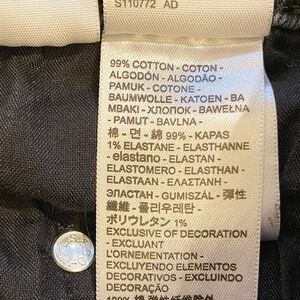 S110772 AD
99% COTTON - COTON -
ALGODÓN - ALGODÃO -
PAMUK - COTONE -
BAUMWOLLE - KATOEN - BA
MBAKI - ХЛОПОК - BAWEŁNA
- PAMUT - BAVLNA -
棉 - 면 - 綿 99% - KAPAS
1% ELASTANE - ELASTHANNE
- elastano - ELASTAN -
ELASTOMERO - ELASTHAN -
ELASTAAN - ΕΛΑΣΤΑΝΗ -
ЭЛАСТАН - GUMISZÁL - 弾性
纖維 - 폴리우레탄 -
ポリウレタン 1%
EXCLUSIVE OF DECORATION
- EXCLUANT
L'ORNEMENTATION -
EXCLUYENDO ELEMENTOS
DECORATIVOS - EXCLUINDO
DECORAÇÃO